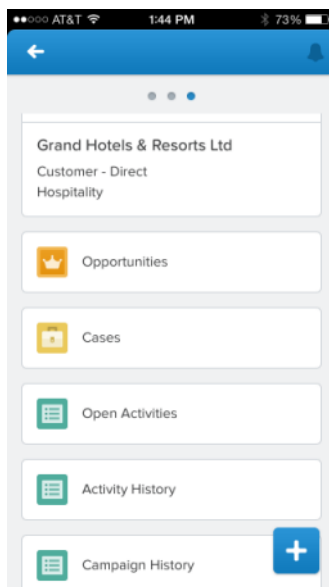 ●●○○○ AT&T 1:44 PM 73%
Grand Hotels & Resorts Ltd
Customer - Direct
Hospitality
Opportunities
Cases
Open Activities
Activity History
Campaign History